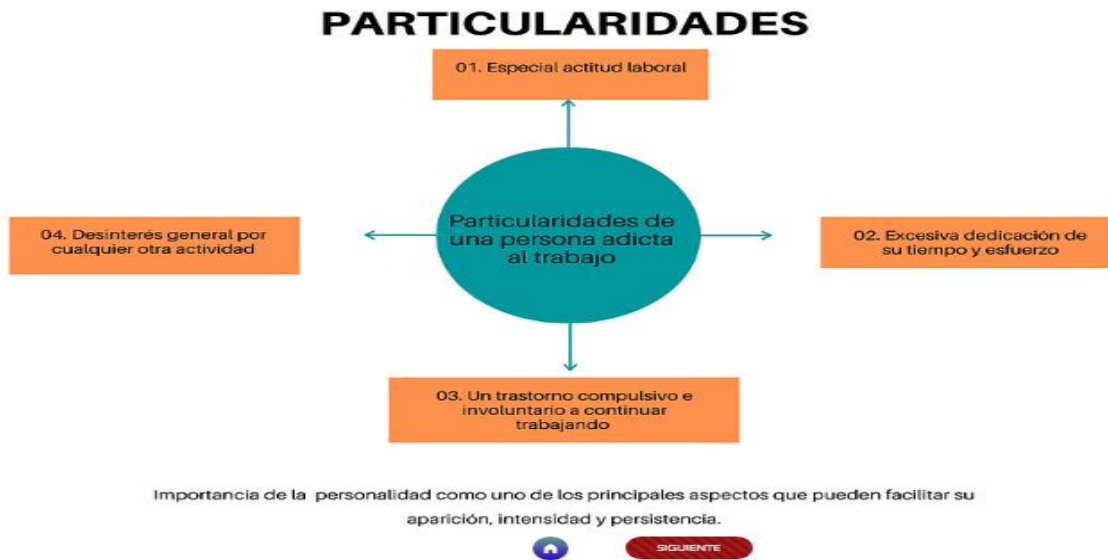 PARTICULARIDADES
01. Especial actitud laboral
Particularidades de
una persona adicta
al trabajo
02. Excesiva dedicación de
su tiempo y esfuerzo
03. Un trastorno compulsivo e
involuntario a continuar
trabajando
04. Desinterés general por
cualquier otra actividad
Importancia de la personalidad como uno de los principales aspectos que pueden facilitar su
aparición, intensidad y persistencia.
SIGUIENTE